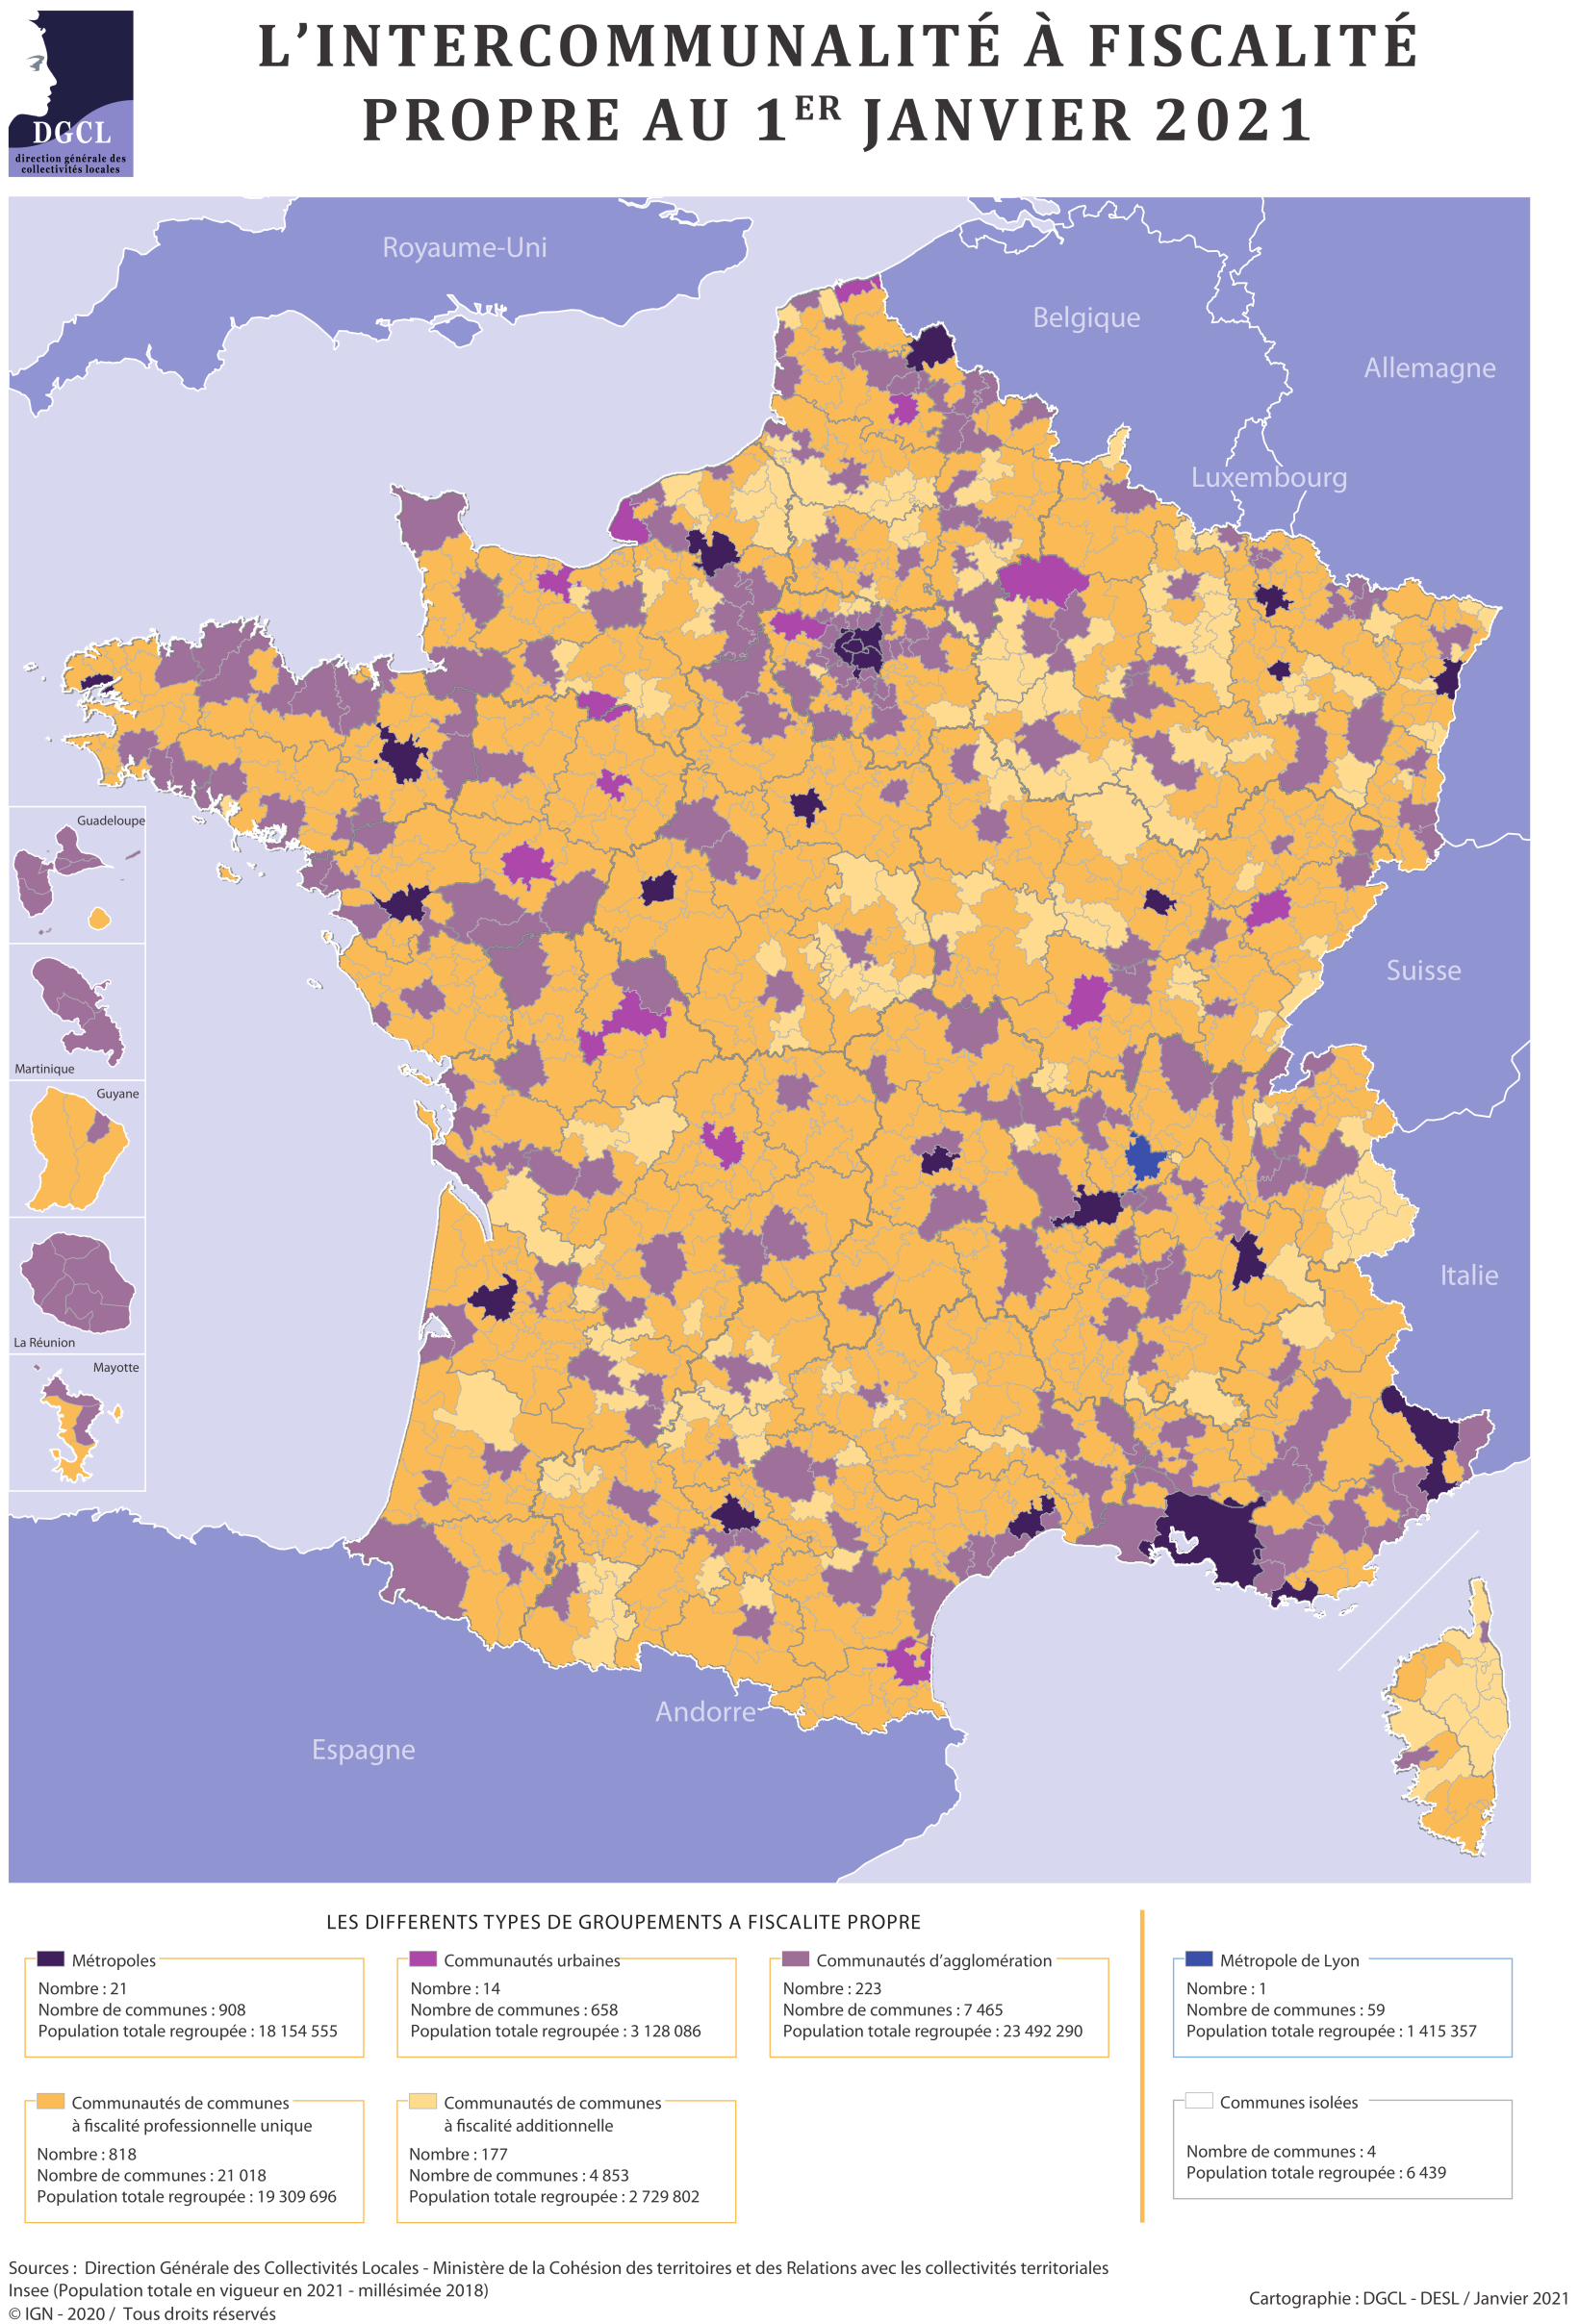 L’INTERCOMMUNALITÉ À FISCALITÉ
PROPRE AU 1ER JANVIER 2021
DGCL
direction générale des
collectivités locales
Royaume-Uni
Belgique
Allemagne
Luxembourg
Suisse
Italie
Andorre
Espagne
Guadeloupe
Martinique
Guyane
La Réunion
Mayotte
LES DIFFERENTS TYPES DE GROUPEMENTS A FISCALITE PROPRE
Métropoles
Nombre : 21
Nombre de communes : 908
Population totale regroupée : 18 154 555
Communautés urbaines
Nombre : 14
Nombre de communes : 658
Population totale regroupée : 3 128 086
Communautés d’agglomération
Nombre : 223
Nombre de communes : 7 465
Population totale regroupée : 23 492 290
Métropole de Lyon
Nombre : 1
Nombre de communes : 59
Population totale regroupée : 1 415 357
Communautés de communes
à fiscalité professionnelle unique
Nombre : 818
Nombre de communes : 21 018
Population totale regroupée : 19 309 696
Communautés de communes
à fiscalité additionnelle
Nombre : 177
Nombre de communes : 4 853
Population totale regroupée : 2 729 802
Communes isolées
Nombre de communes : 4
Population totale regroupée : 6 439
Sources : Direction Générale des Collectivités Locales - Ministère de la Cohésion des territoires et des Relations avec les collectivités territoriales
Insee (Population totale en vigueur en 2021 - millésimée 2018)
© IGN - 2020 / Tous droits réservés
Cartographie : DGCL - DESL / Janvier 2021